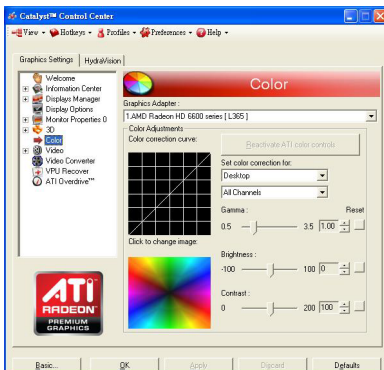 Catalyst™ Control Center
View Hotkeys Profiles Preferences Help
Graphics Settings HydraVision
Welcome
Information Center
Displays Manager
Display Options
Monitor Properties 0
3D
Color
Video
Video Converter
VPU Recover
ATI Overdrive™
ATI
RADEON
PREMIUM
GRAPHICS
Color
Graphics Adapter :
1.AMD Radeon HD 6600 series [ L365 ]
Color Adjustments
Color correction curve:
Click to change image:
Reactivate ATI color controls
Set color correction for:
Desktop
All Channels
Gamma : Reset
0.5 3.5 1.00
Brightness :
-100 100 0
Contrast :
0 200 100
Basic... OK Apply Discard Defaults